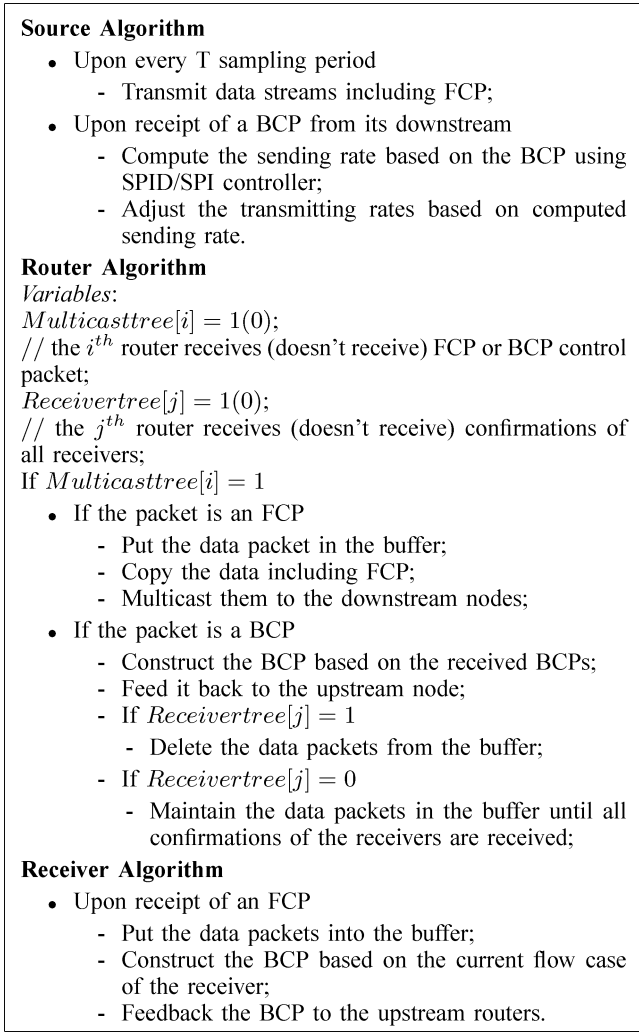 Source Algorithm
• Upon every T sampling period
- Transmit data streams including FCP;
• Upon receipt of a BCP from its downstream
- Compute the sending rate based on the BCP using
SPID/SPI controller;
- Adjust the transmitting rates based on computed
sending rate.
Router Algorithm
Variables:
Multicasttree[i] = 1(0);
// the i^th router receives (doesn't receive) FCP or BCP control
packet;
Receivertree[j] = 1(0);
// the j^th router receives (doesn't receive) confirmations of
all receivers;
If Multicasttree[i] = 1
• If the packet is an FCP
- Put the data packet in the buffer;
- Copy the data including FCP;
- Multicast them to the downstream nodes;
• If the packet is a BCP
- Construct the BCP based on the received BCPs;
- Feed it back to the upstream node;
- If Receivertree[j] = 1
- Delete the data packets from the buffer;
- If Receivertree[j] = 0
- Maintain the data packets in the buffer until all
confirmations of the receivers are received;
Receiver Algorithm
• Upon receipt of an FCP
- Put the data packets into the buffer;
- Construct the BCP based on the current flow case
of the receiver;
- Feedback the BCP to the upstream routers.